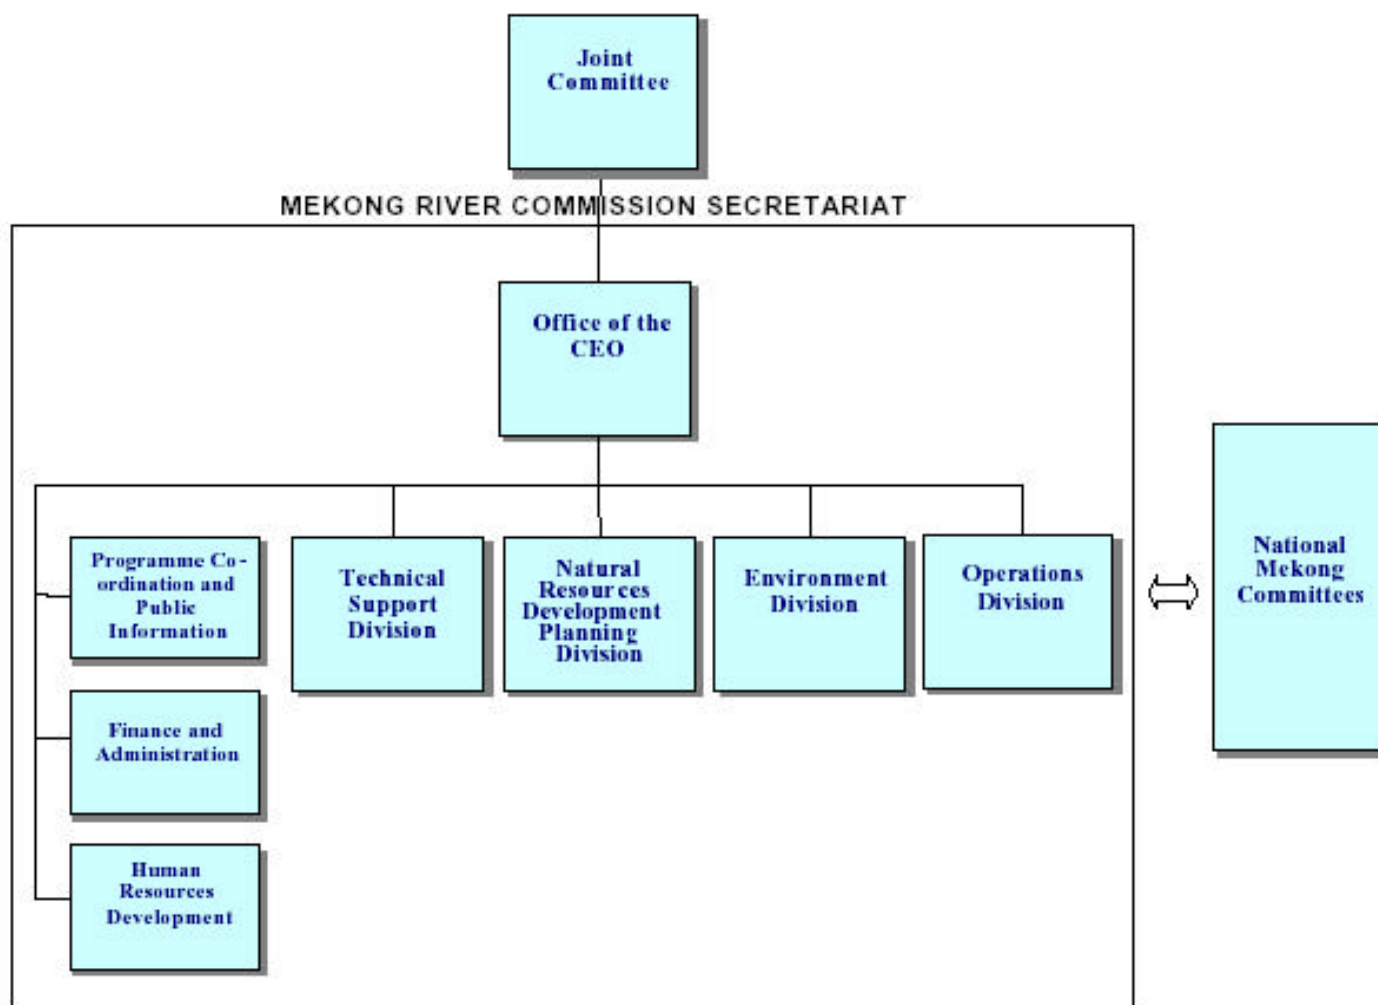 Joint
Committee
MEKONG RIVER COMMISSION SECRETARIAT
Office of the
CEO
Programme Co-
ordination and
Public
Information
Technical
Support
Division
Natural
Resources
Development
Planning
Division
Environment
Division
Operations
Division
National
Mekong
Committees
Finance and
Administration
Human
Resources
Development